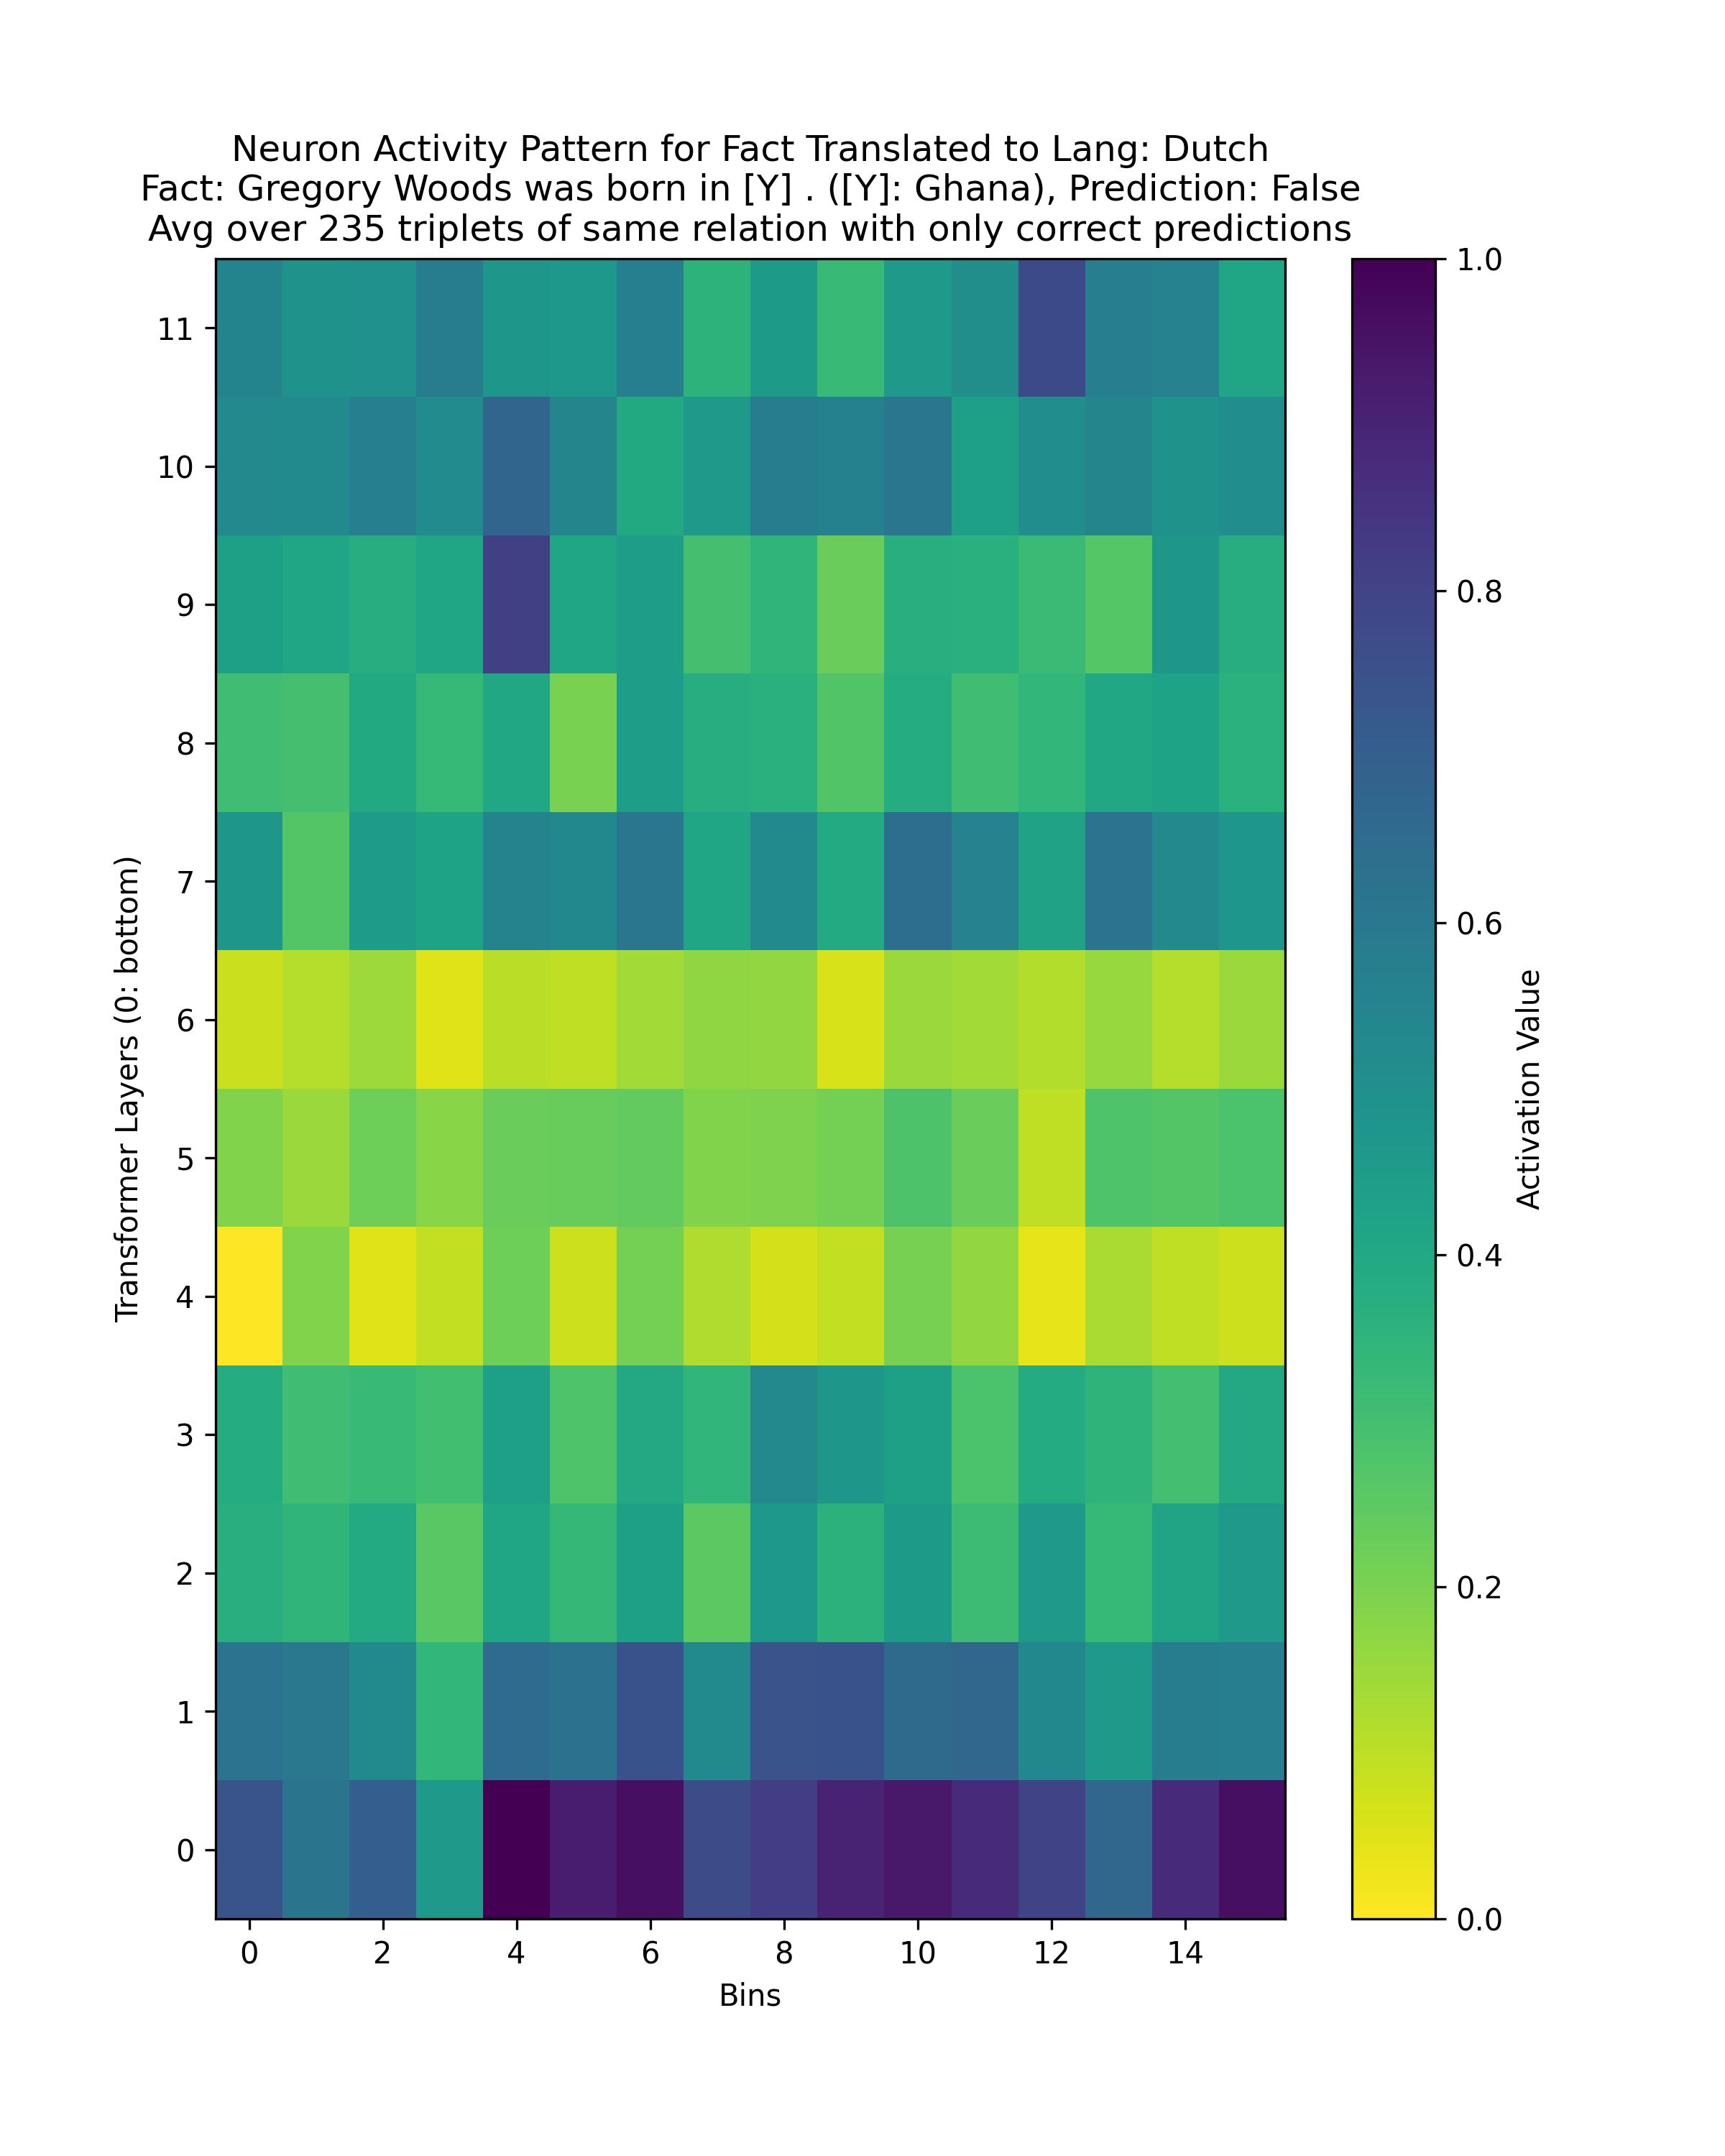 Neuron Activity Pattern for Fact Translated to Lang: Dutch
Fact: Gregory Woods was born in [Y] . ([Y]: Ghana), Prediction: False
Avg over 235 triplets of same relation with only correct predictions
Transformer Layers (0: bottom)
11
10
9
8
7
6
5
4
3
2
1
0
0 2 4 6 8 10 12 14
Bins
1.0
0.8
0.6
0.4
0.2
0.0
Activation Value